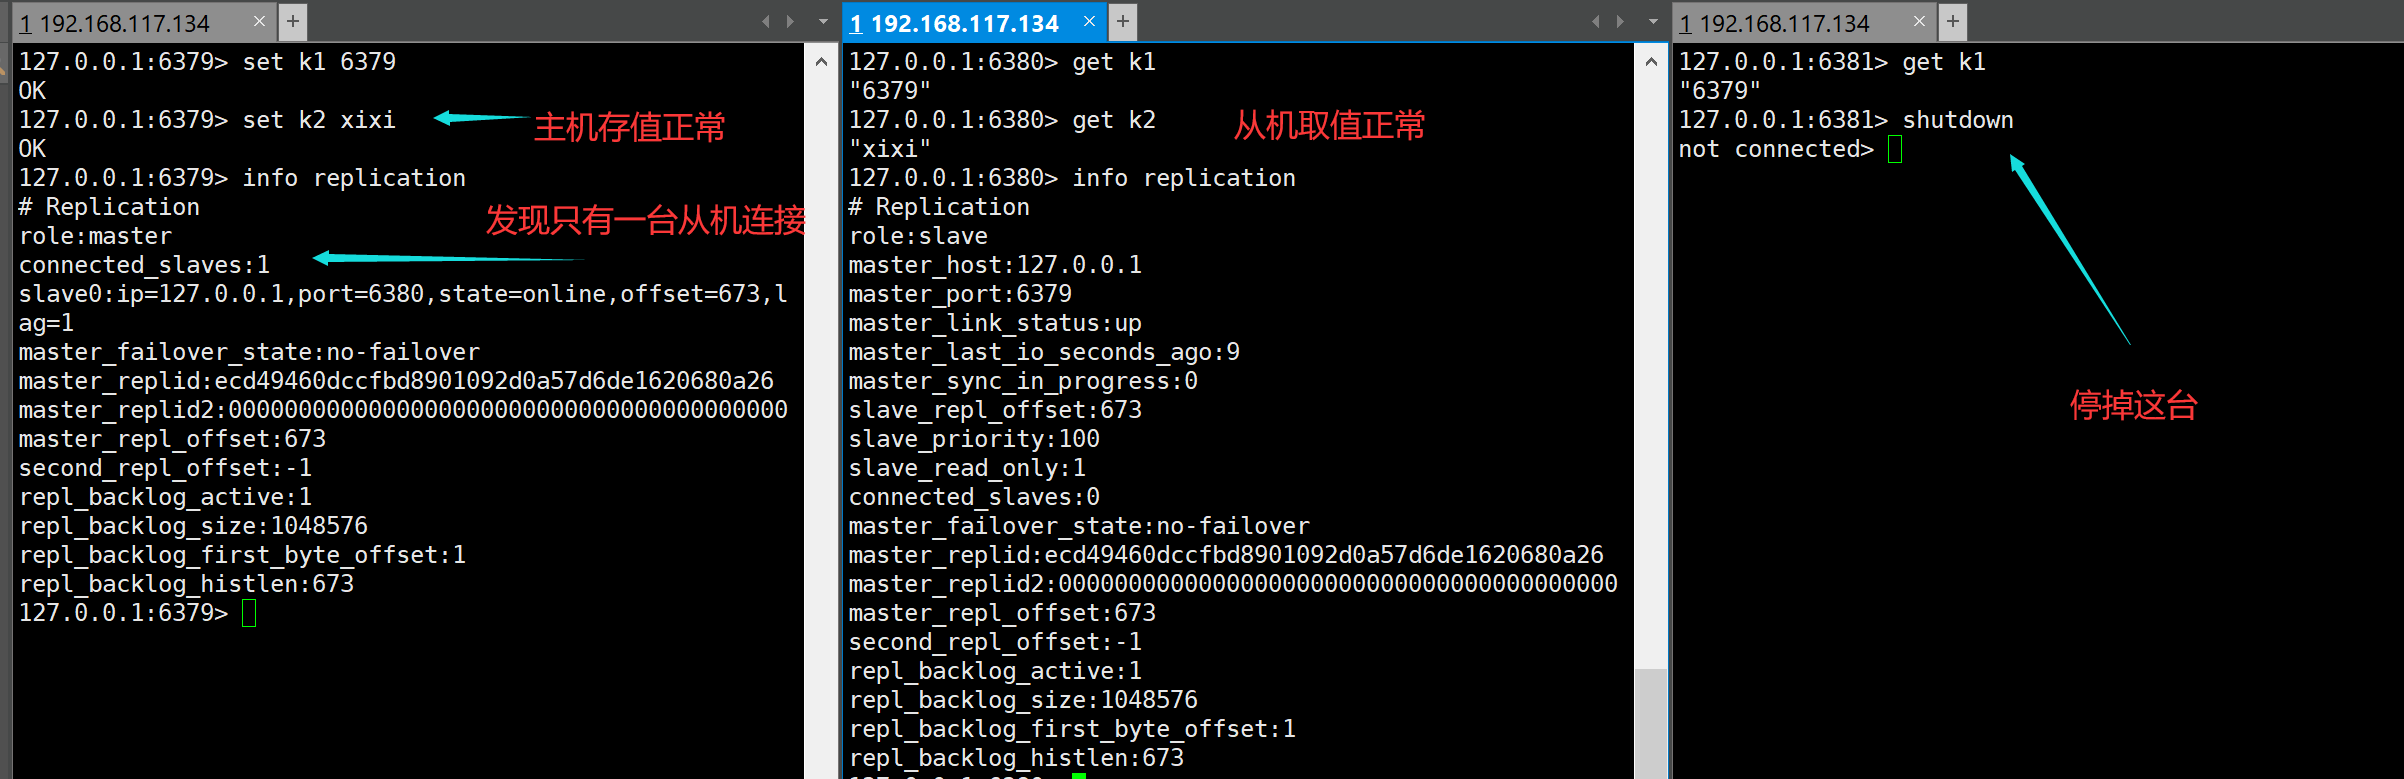 1 192.168.117.134 × +
127.0.0.1:6379> set k1 6379
OK
127.0.0.1:6379> set k2 xixi
主机存值正常
OK
127.0.0.1:6379> info replication
# Replication
发现只有一台从机连接
role:master
connected_slaves:1
slave0:ip=127.0.0.1,port=6380,state=online,offset=673,l
ag=1
master_failover_state:no-failover
master_replid:ecd49460dccfbd8901092d0a57d6de1620680a26
master_replid2:0000000000000000000000000000000000000000
master_repl_offset:673
second_repl_offset:-1
repl_backlog_active:1
repl_backlog_size:1048576
repl_backlog_first_byte_offset:1
repl_backlog_histlen:673
127.0.0.1:6379>
1 192.168.117.134 × +
127.0.0.1:6380> get k1
"6379"
127.0.0.1:6380> get k2
从机取值正常
"xixi"
127.0.0.1:6380> info replication
# Replication
role:slave
master_host:127.0.0.1
master_port:6379
master_link_status:up
master_last_io_seconds_ago:9
master_sync_in_progress:0
slave_repl_offset:673
slave_priority:100
slave_read_only:1
connected_slaves:0
master_failover_state:no-failover
master_replid:ecd49460dccfbd8901092d0a57d6de1620680a26
master_replid2:0000000000000000000000000000000000000000
master_repl_offset:673
second_repl_offset:-1
repl_backlog_active:1
repl_backlog_size:1048576
repl_backlog_first_byte_offset:1
repl_backlog_histlen:673
1 192.168.117.134 × +
127.0.0.1:6381> get k1
"6379"
127.0.0.1:6381> shutdown
not connected>
停掉这台